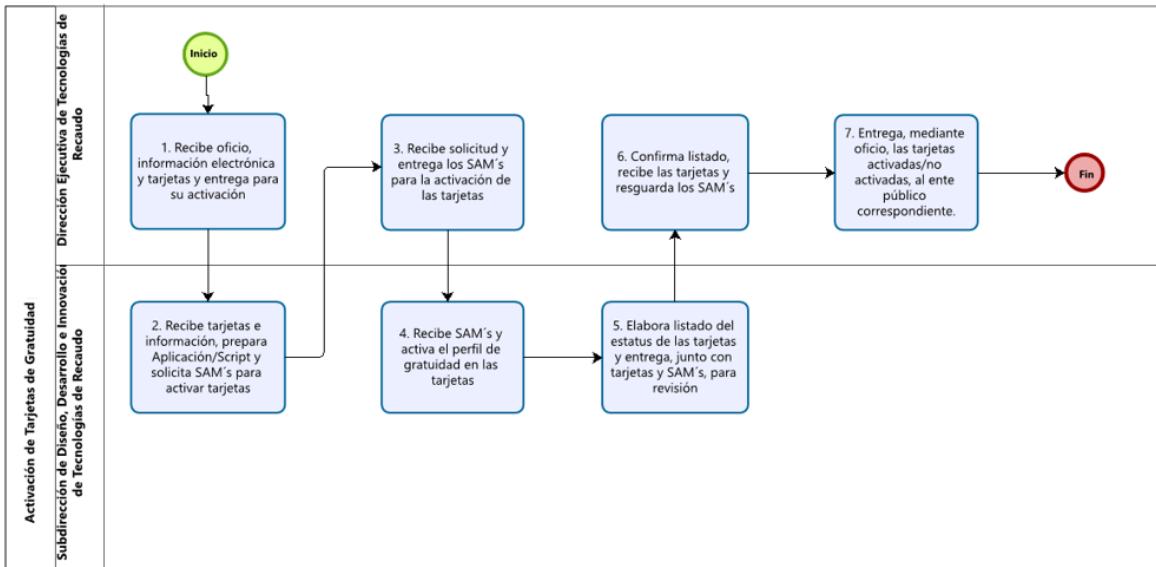 Activación de Tarjetas de Gratuidad
Dirección Ejecutiva de Tecnologías de
Recaudo
Inicio
1. Recibe oficio,
información electrónica
y tarjetas y entrega para
su activación
3. Recibe solicitud y
entrega los SAM´s
para la activación de
las tarjetas
6. Confirma listado,
recibe las tarjetas y
resguarda los SAM´s
7. Entrega, mediante
oficio, las tarjetas
activadas/no
activadas, al ente
público
correspondiente.
Fin
Subdirección de Diseño, Desarrollo e Innovación
de Tecnologías de Recaudo
2. Recibe tarjetas e
información, prepara
Aplicación/Script y
solicita SAM´s para
activar tarjetas
4. Recibe SAM´s y
activa el perfil de
gratuidad en las
tarjetas
5. Elabora listado del
estatus de las tarjetas
y entrega, junto con
tarjetas y SAM´s, para
revisión